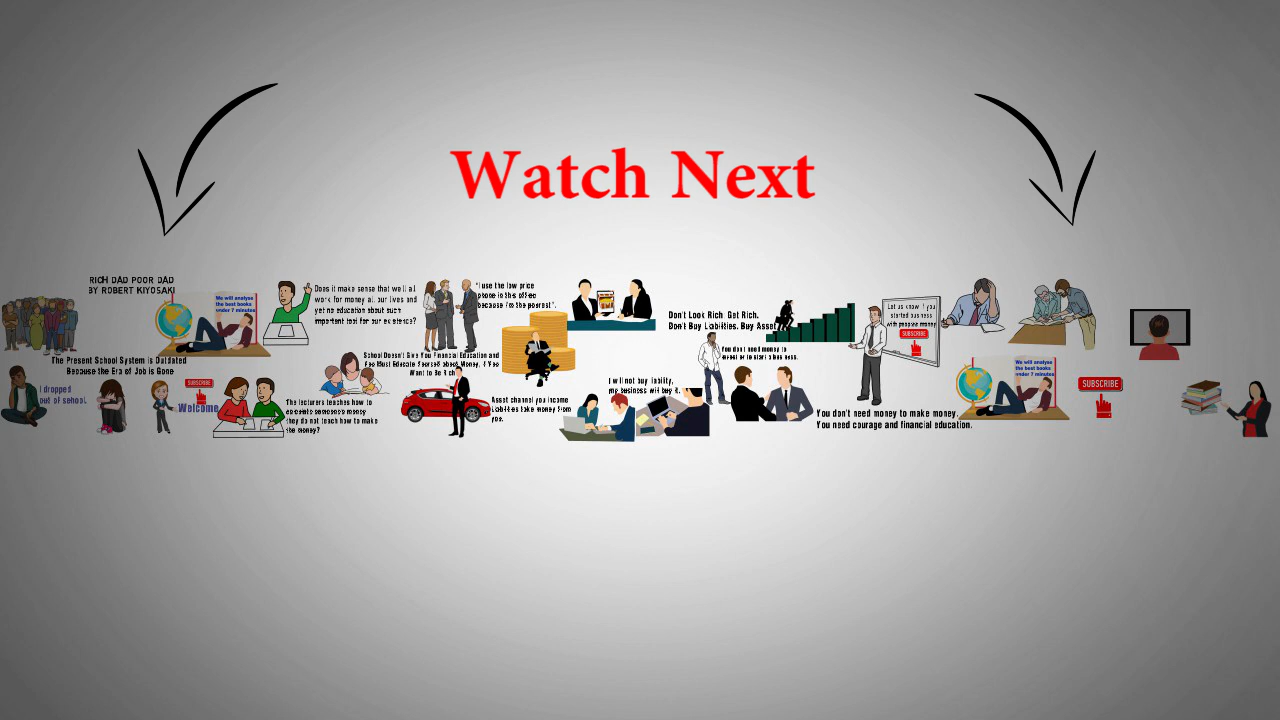 Watch Next
RICH DAD POOR DAD
BY ROBERT KIYOSAKI
We will analyse
the best books
under 7 minutes
Does it make sense that we'll all
work for money all our lives and
yet no education about such
important tool for our existence?
"I use the low price
phone in this office
because I'm the poorest".
Don't Look Rich. Get Rich.
Don't Buy Liabilities. Buy Asset
Let us know if you
started business
with people's money
SUBSCRIBE
The Present School System is Outdated
Because the Era of Job is Gone
School Doesn't Give You Financial Education and
You Must Educate Yourself about Money, if You
Want to Be Rich
You don't need money to
invest or to start a business.
I dropped
out of school.
SUBSCRIBE
Welcome
The lecturers teaches how to
calculate someone's money
they do not teach how to make
the money?
Asset channel you income
Liabilities take money from
you.
I will not buy liability,
my business will buy it.
You don't need money to make money.
You need courage and financial education.
We will analyse
the best books
under 7 minutes
SUBSCRIBE